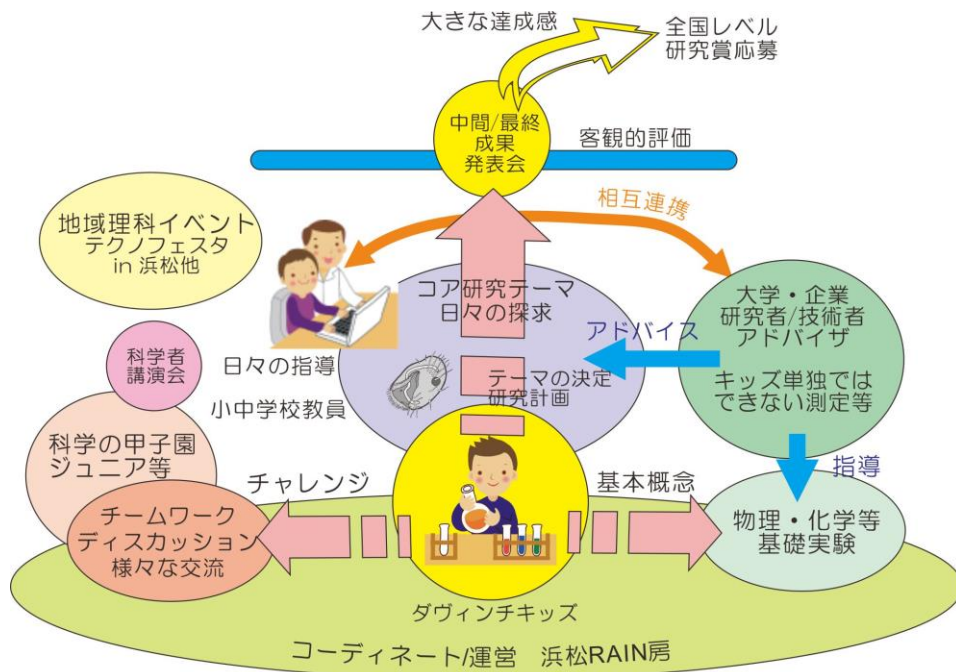 大きな達成感
全国レベル
研究賞応募
中間/最終
成果
発表会
客観的評価
相互連携
地域理科イベント
テクノフェスタ
in 浜松他
コア研究テーマ
日々の探求
大学・企業
研究者/技術者
アドバイザ
キッズ単独では
できない測定等
アドバイス
科学者
講演会
日々の指導
小中学校教員
テーマの決定
研究計画
科学の甲子園
ジュニア等
チャレンジ
基本概念
指導
チームワーク
ディスカッション
様々な交流
物理・化学等
基礎実験
ダヴィンチキッズ
コーディネート/運営 浜松RAIN房